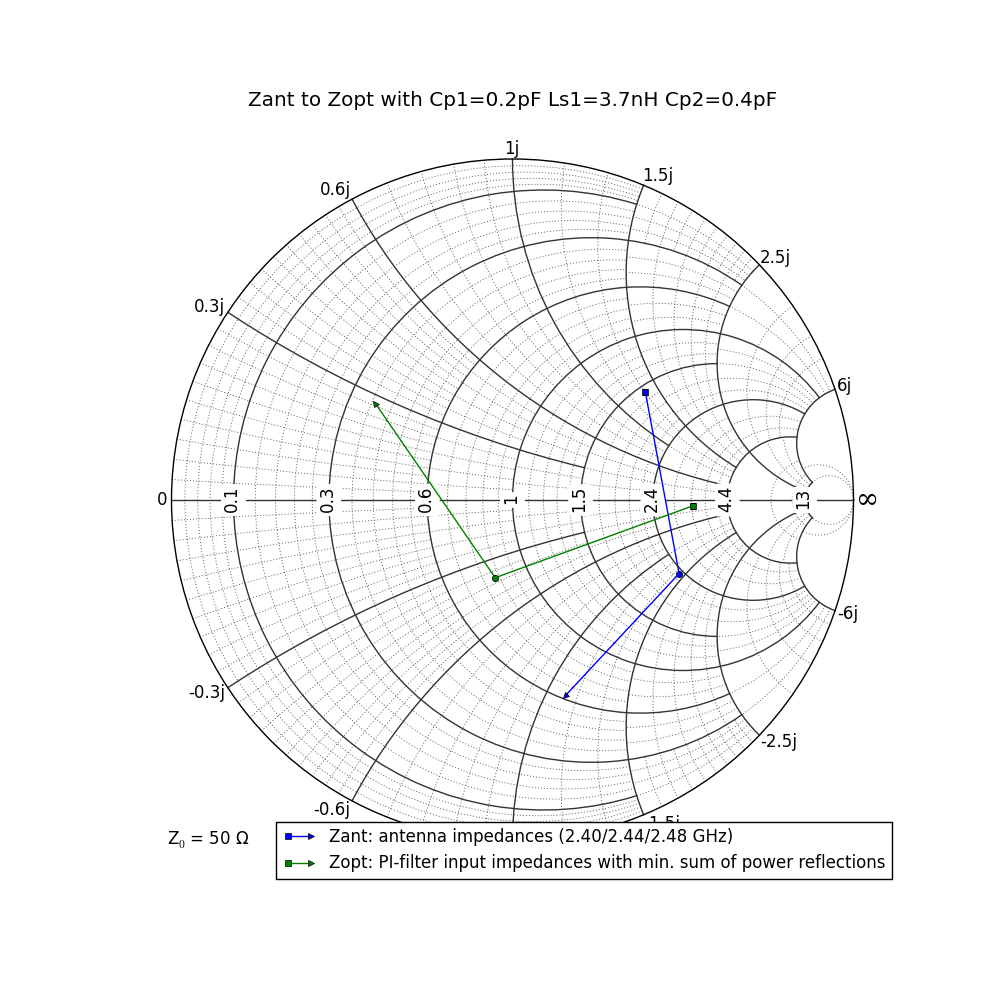 Zant to Zopt with Cp1=0.2pF Ls1=3.7nH Cp2=0.4pF
1j
1.5j
0.6j
2.5j
0.3j
6j
0 0.1 0.3 0.6 1 1.5 2.4 4.4 13 ∞
-6j
-0.3j
-2.5j
-0.6j
Z0 = 50 Ω
Zant: antenna impedances (2.40/2.44/2.48 GHz)
Zopt: PI-filter input impedances with min. sum of power reflections